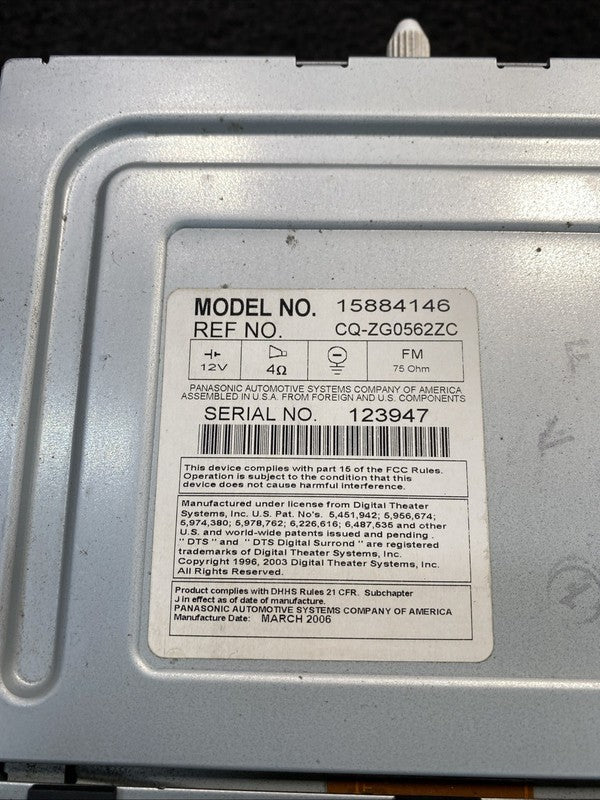 MODEL NO. 15884146
REF NO. CQ-ZG0562ZC
12V 4Ω FM 75 Ohm
PANASONIC AUTOMOTIVE SYSTEMS COMPANY OF AMERICA
ASSEMBLED IN U.S.A. FROM FOREIGN AND U.S. COMPONENTS
SERIAL NO. 123947
This device complies with part 15 of the FCC Rules.
Operation is subject to the condition that this
device does not cause harmful interference.
Manufactured under license from Digital Theater
Systems, Inc. U.S. Pat. No's. 5,451,942; 5,956,674;
5,974,380; 5,978,762; 6,226,616; 6,487,535 and other
U.S. and world-wide patents issued and pending .
" DTS " and " DTS Digital Surrond " are registered
trademarks of Digital Theater Systems, Inc.
Copyright 1996, 2003 Digital Theater Systems, Inc.
All Rights Reserved.
Product complies with DHHS Rules 21 CFR. Subchapter
J in effect as of date of manufacture.
PANASONIC AUTOMOTIVE SYSTEMS COMPANY OF AMERICA
Manufacture Date: MARCH 2006